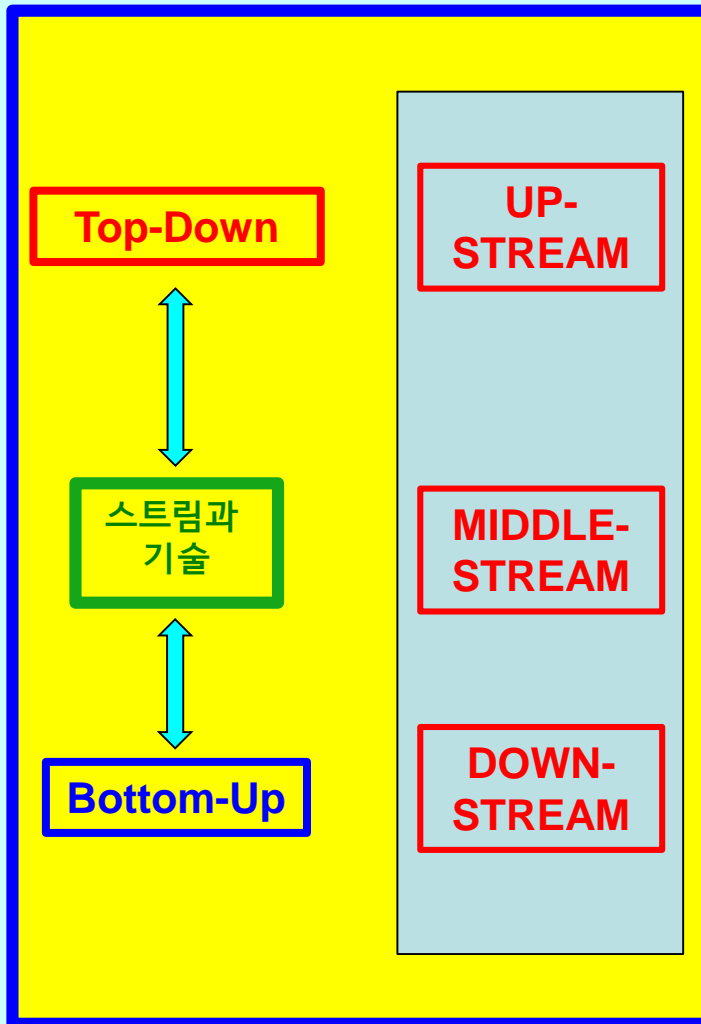 Top-Down
스트림과
기술
Bottom-Up
UP-
STREAM
MIDDLE-
STREAM
DOWN-
STREAM